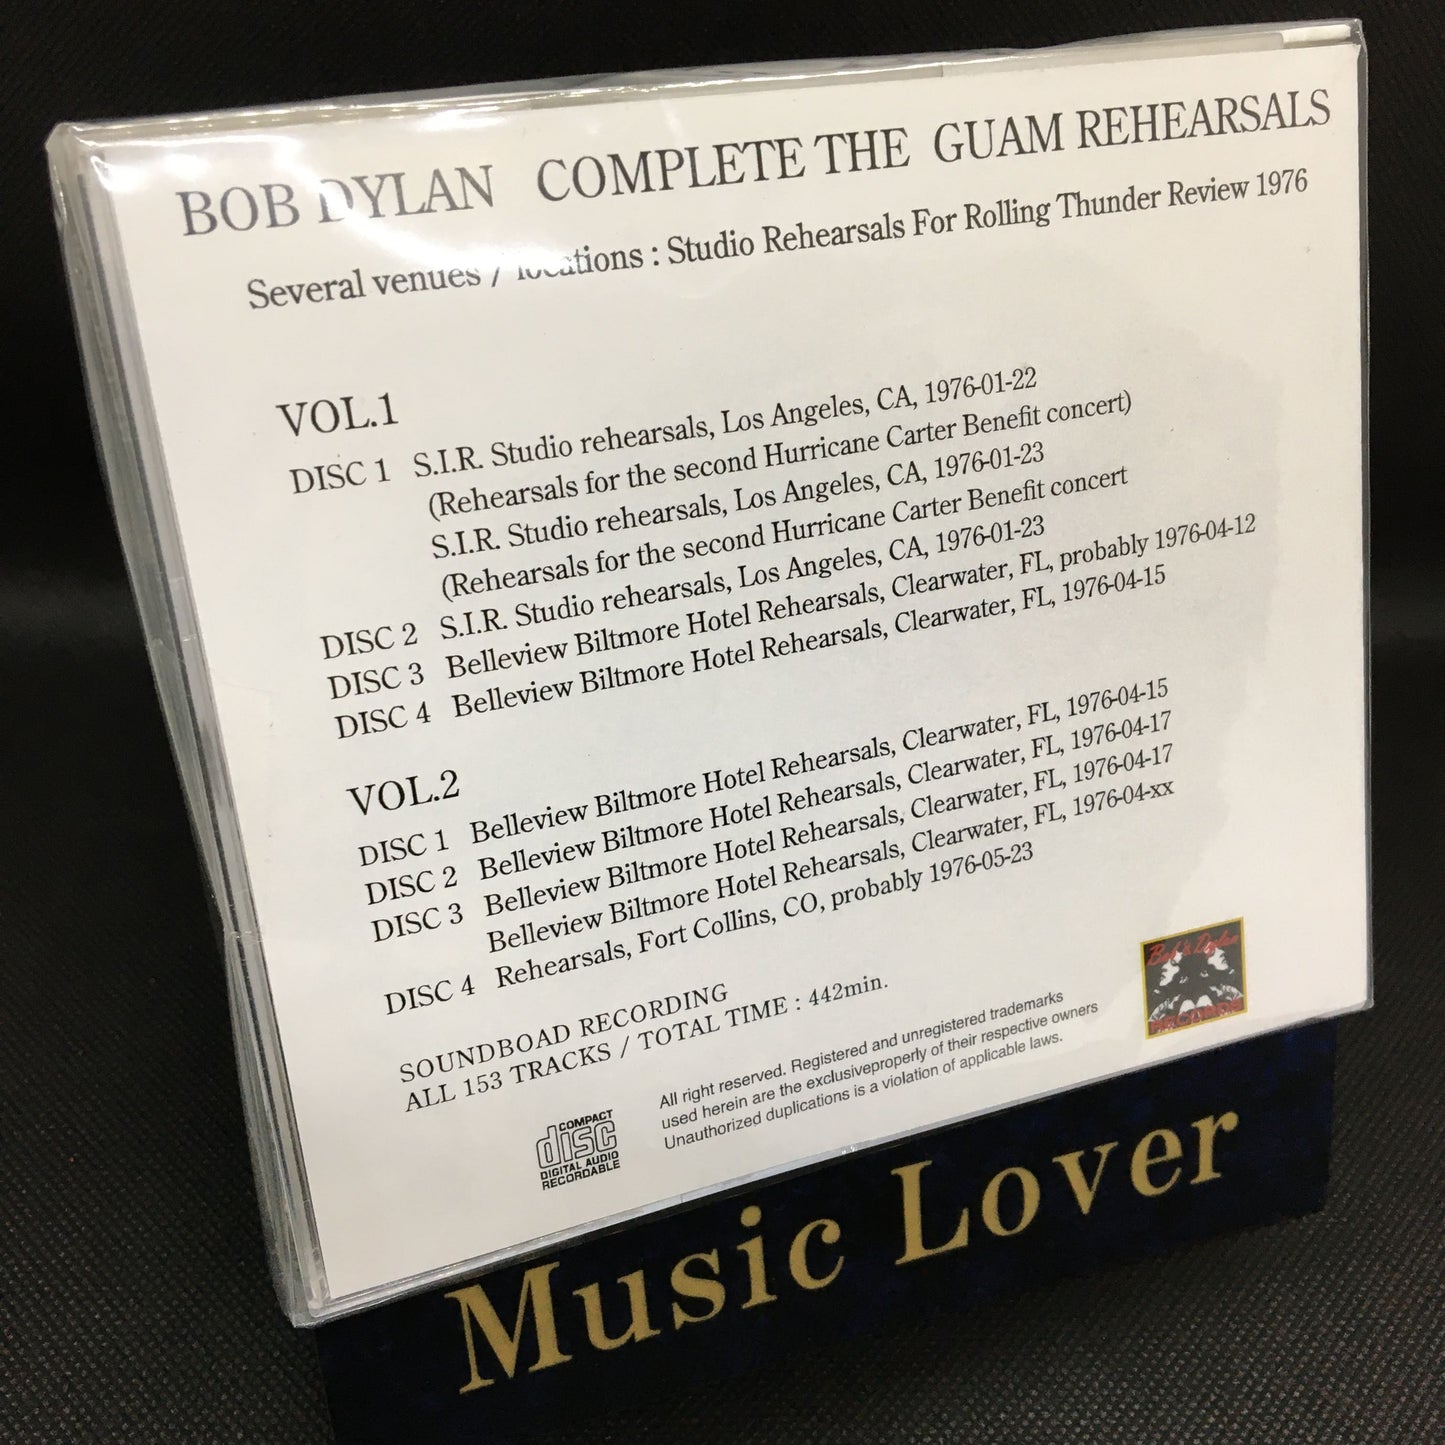 BOB DYLAN COMPLETE THE GUAM REHEARSALS
Several venues / locations : Studio Rehearsals For Rolling Thunder Review 1976
VOL.1
DISC 1 S.I.R. Studio rehearsals, Los Angeles, CA, 1976-01-22
(Rehearsals for the second Hurricane Carter Benefit concert)
S.I.R. Studio rehearsals, Los Angeles, CA, 1976-01-23
(Rehearsals for the second Hurricane Carter Benefit concert
DISC 2 S.I.R. Studio rehearsals, Los Angeles, CA, 1976-01-23
DISC 3 Belleview Biltmore Hotel Rehearsals, Clearwater, FL, probably 1976-04-12
DISC 4 Belleview Biltmore Hotel Rehearsals, Clearwater, FL, 1976-04-15
VOL.2
DISC 1 Belleview Biltmore Hotel Rehearsals, Clearwater, FL, 1976-04-15
DISC 2 Belleview Biltmore Hotel Rehearsals, Clearwater, FL, 1976-04-17
DISC 3 Belleview Biltmore Hotel Rehearsals, Clearwater, FL, 1976-04-17
Belleview Biltmore Hotel Rehearsals, Clearwater, FL, 1976-04-xx
DISC 4 Rehearsals, Fort Collins, CO, probably 1976-05-23
SOUNDBOAD RECORDING
ALL 153 TRACKS / TOTAL TIME : 442min.
COMPACT
disc
DIGITAL AUDIO
RECORDABLE
All right reserved. Registered and unregistered trademarks
used herein are the exclusiveproperly of their respective owners
Unauthorized duplications is a violation of applicable laws.
Bob's Dylan
RECORDS
Music Lover